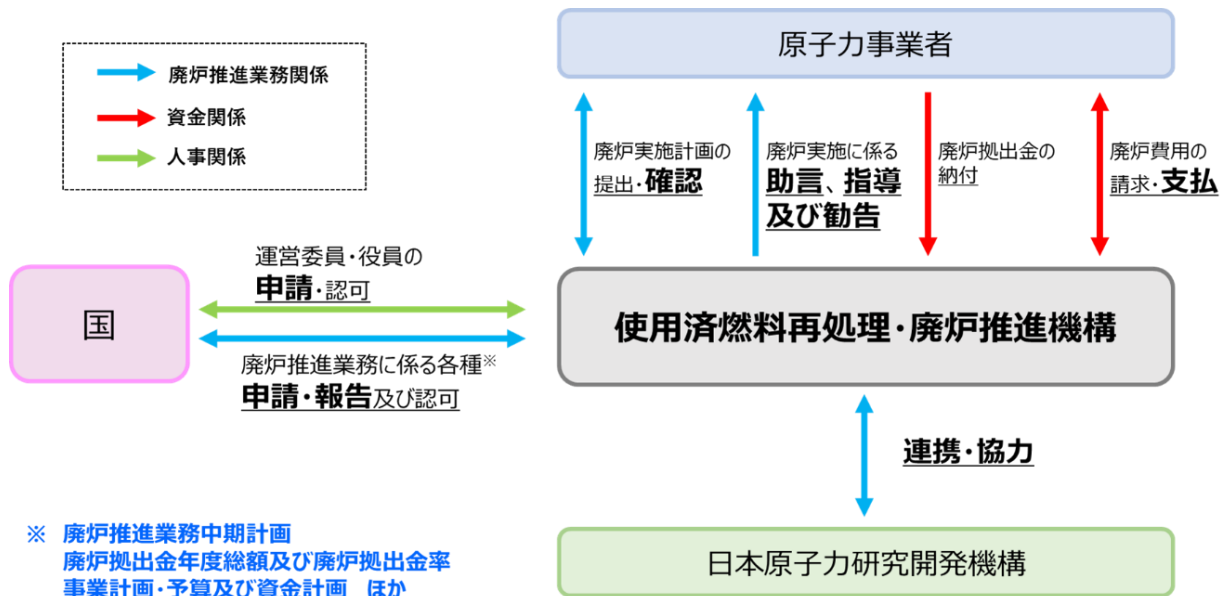 原子力事業者
廃炉推進業務関係
資金関係
人事関係
廃炉実施計画の
提出・確認
廃炉実施に係る
助言、指導
及び勧告
廃炉拠出金の
納付
廃炉費用の
請求・支払
運営委員・役員の
申請・認可
国
使用済燃料再処理・廃炉推進機構
廃炉推進業務に係る各種※
申請・報告及び認可
連携・協力
※ 廃炉推進業務中期計画
廃炉拠出金年度総額及び廃炉拠出金率
事業計画・予算及び資金計画 ほか
日本原子力研究開発機構